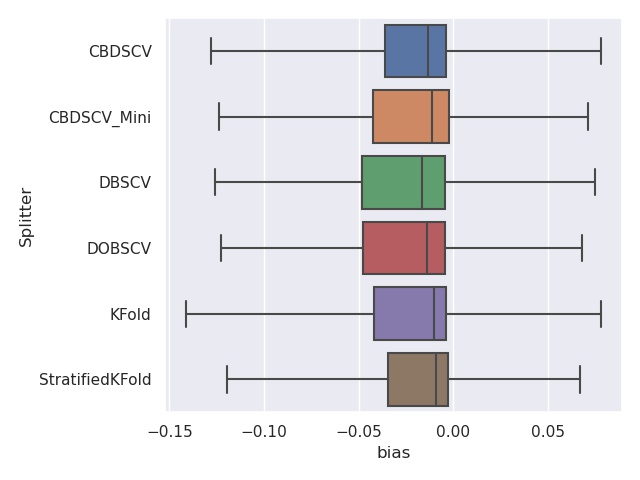 Splitter
CBDSCV
CBDSCV_Mini
DBSCV
DOBSCV
KFold
StratifiedKFold
−0.15 −0.10 −0.05 0.00 0.05
bias